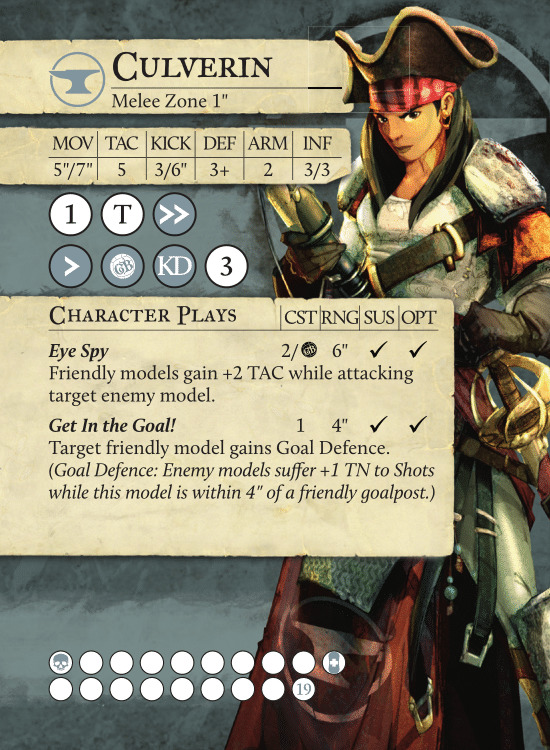 CULVERIN
Melee Zone 1"
MOV TAC KICK DEF ARM INF
5"/7" 5 3/6" 3+ 2 3/3
1 T >>
> GB KD 3
CHARACTER PLAYS CST RNG SUS OPT
Eye Spy 2/GB 6" ✓ ✓
Friendly models gain +2 TAC while attacking
target enemy model.
Get In the Goal! 1 4" ✓ ✓
Target friendly model gains Goal Defence.
(Goal Defence: Enemy models suffer +1 TN to Shots
while this model is within 4" of a friendly goalpost.)
19